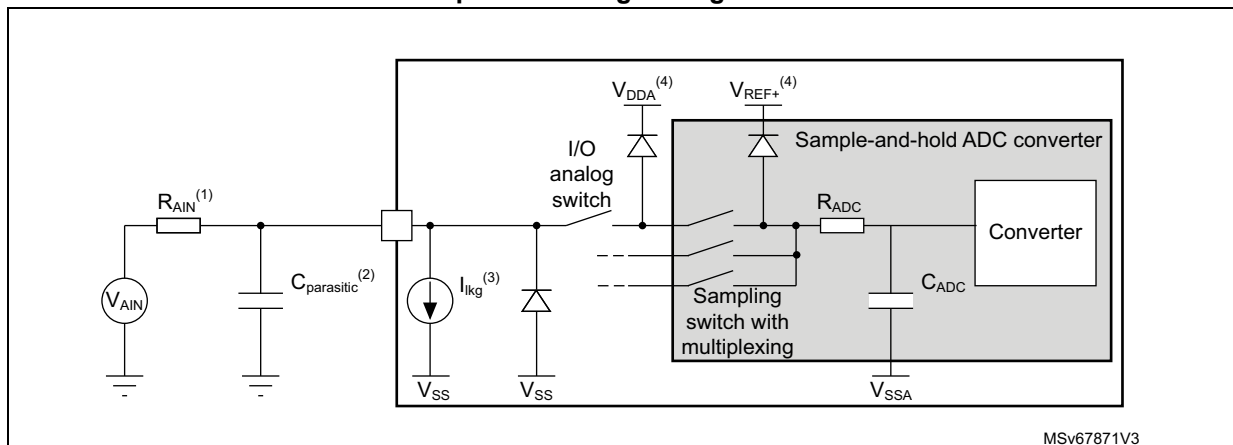 V_DDA(4)
V_REF+(4)
Sample-and-hold ADC converter
I/O
analog
switch
R_AIN(1)
R_ADC
Converter
V_AIN
C_parasitic(2)
I_lkg(3)
C_ADC
Sampling
switch with
multiplexing
V_SS
V_SS
V_SSA
MSv67871V3